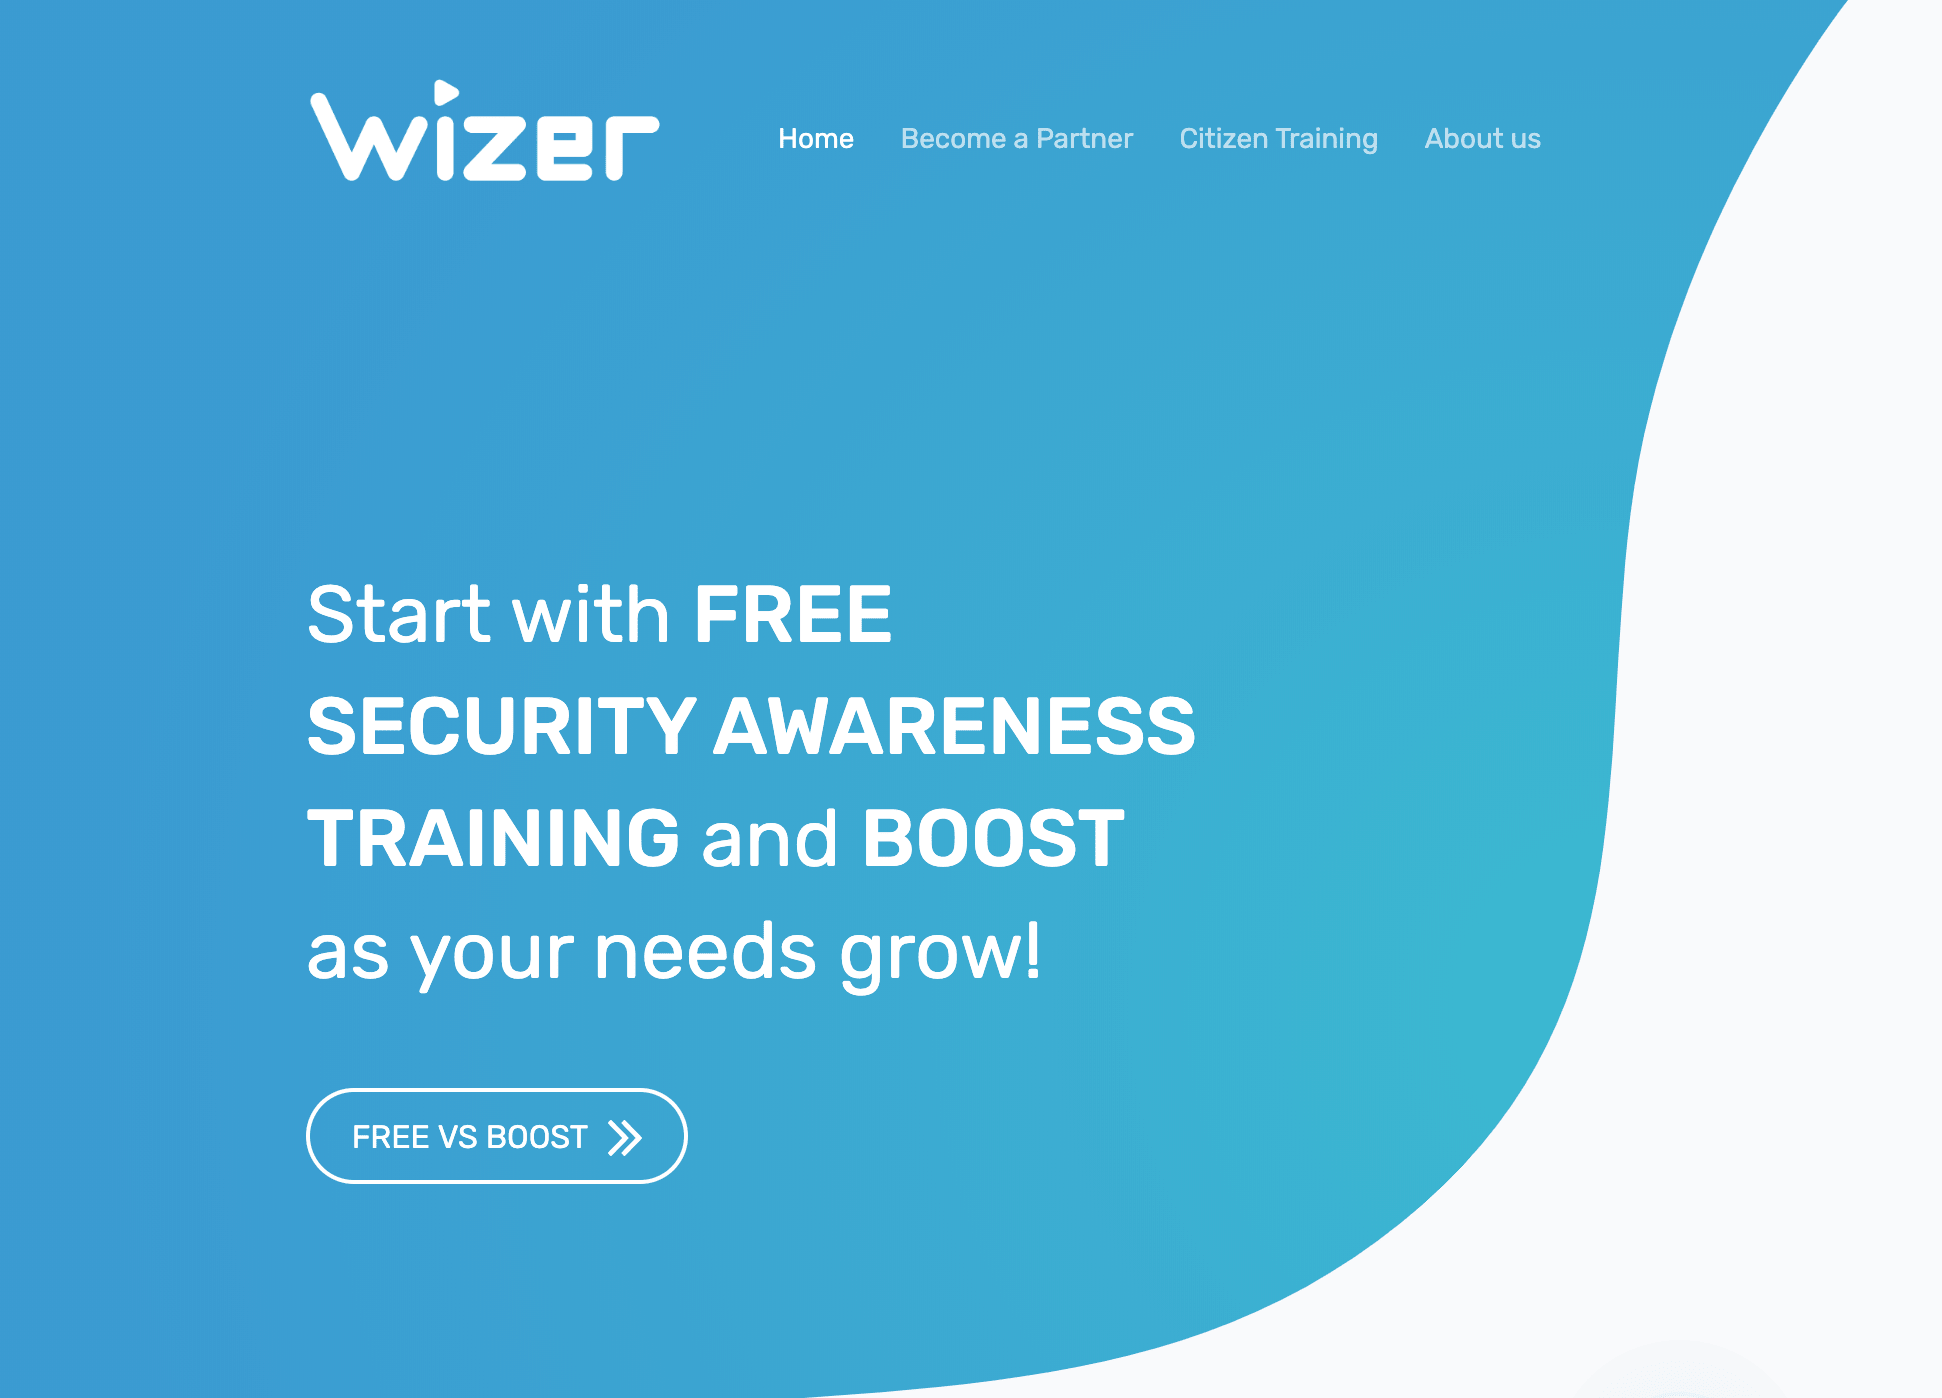 wizer
Home Become a Partner Citizen Training About us
Start with FREE
SECURITY AWARENESS
TRAINING and BOOST
as your needs grow!
FREE VS BOOST